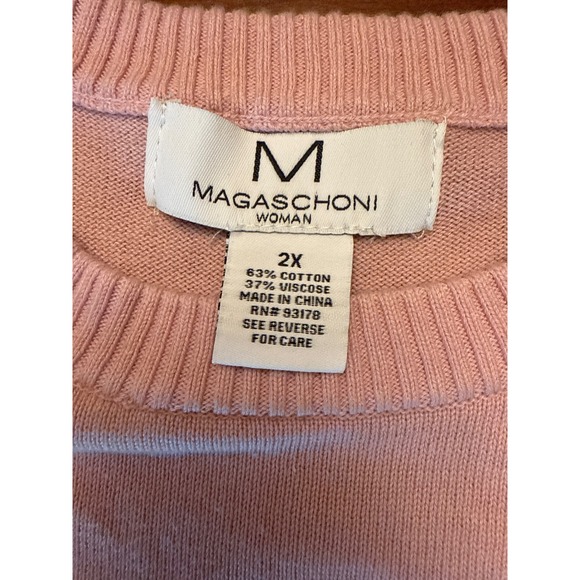 M
MAGASCHONI
WOMAN
2X
63% COTTON
37% VISCOSE
MADE IN CHINA
RN# 93178
SEE REVERSE
FOR CARE